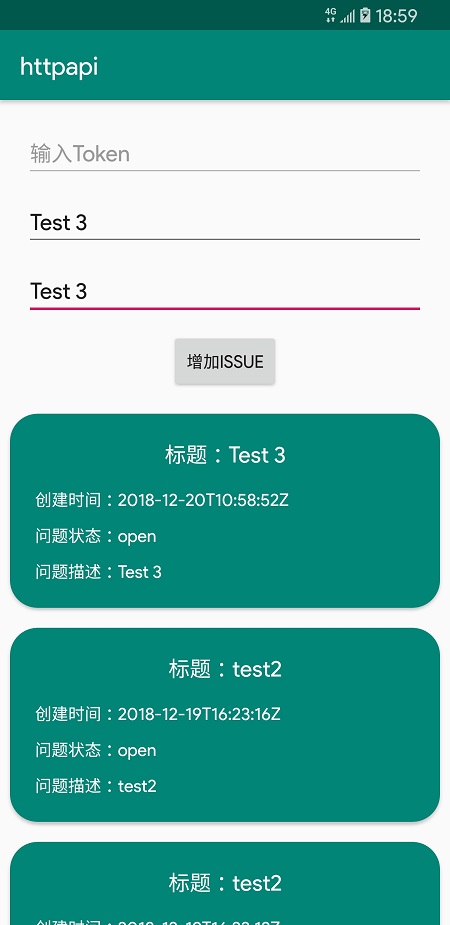 4G 18:59
httpapi
输入Token
Test 3
Test 3
增加ISSUE
标题：Test 3
创建时间：2018-12-20T10:58:52Z
问题状态：open
问题描述：Test 3
标题：test2
创建时间：2018-12-19T16:23:16Z
问题状态：open
问题描述：test2
标题：test2